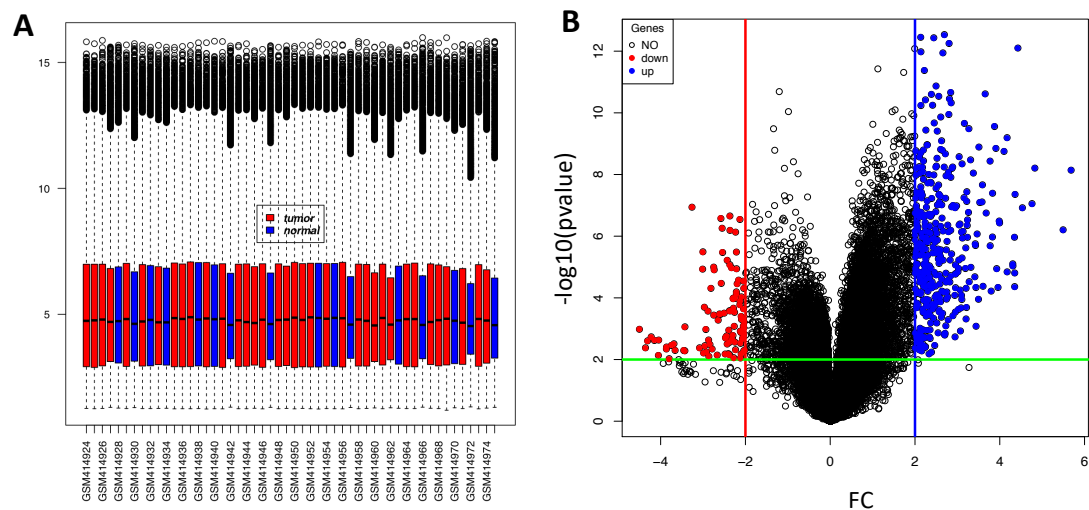 A
15
10
5
tumor
normal
GSM414924
GSM414926
GSM414928
GSM414930
GSM414932
GSM414934
GSM414936
GSM414938
GSM414940
GSM414942
GSM414944
GSM414946
GSM414948
GSM414950
GSM414952
GSM414954
GSM414956
GSM414958
GSM414960
GSM414962
GSM414964
GSM414966
GSM414968
GSM414970
GSM414972
GSM414974
B
Genes
NO
down
up
-log10(pvalue)
12
10
8
6
4
2
0
−4
−2
0
2
4
6
FC